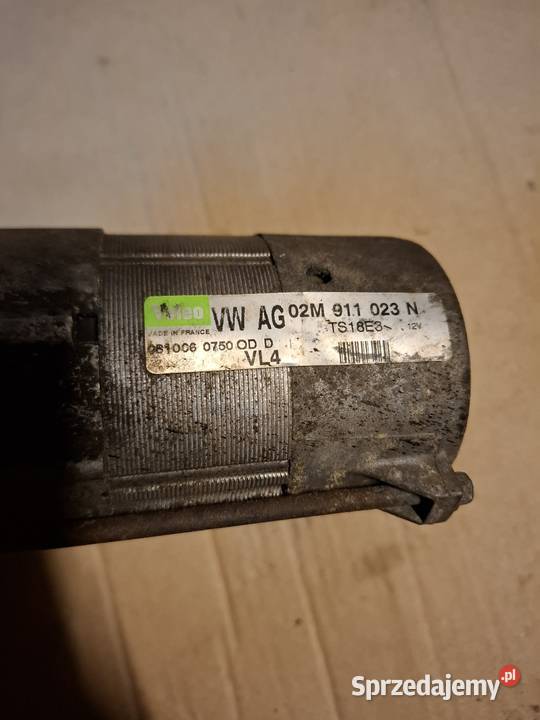 Valeo
MADE IN FRANCE
VW AG 02M 911 023 N
TS18E3 12V
081006 0750 OD D
VL4
Sprzedajemy.pl